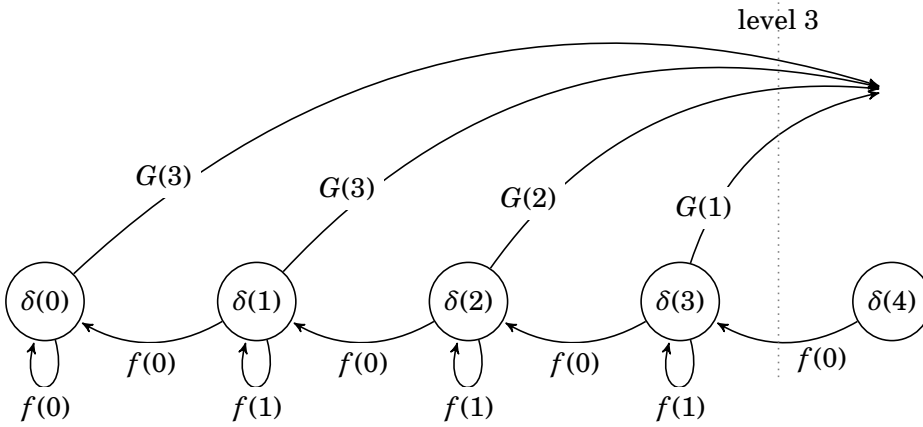 level 3
G(3)
G(3)
G(2)
G(1)
δ(0) δ(1) δ(2) δ(3) δ(4)
f(0) f(0) f(0) f(0)
f(0) f(1) f(1) f(1)